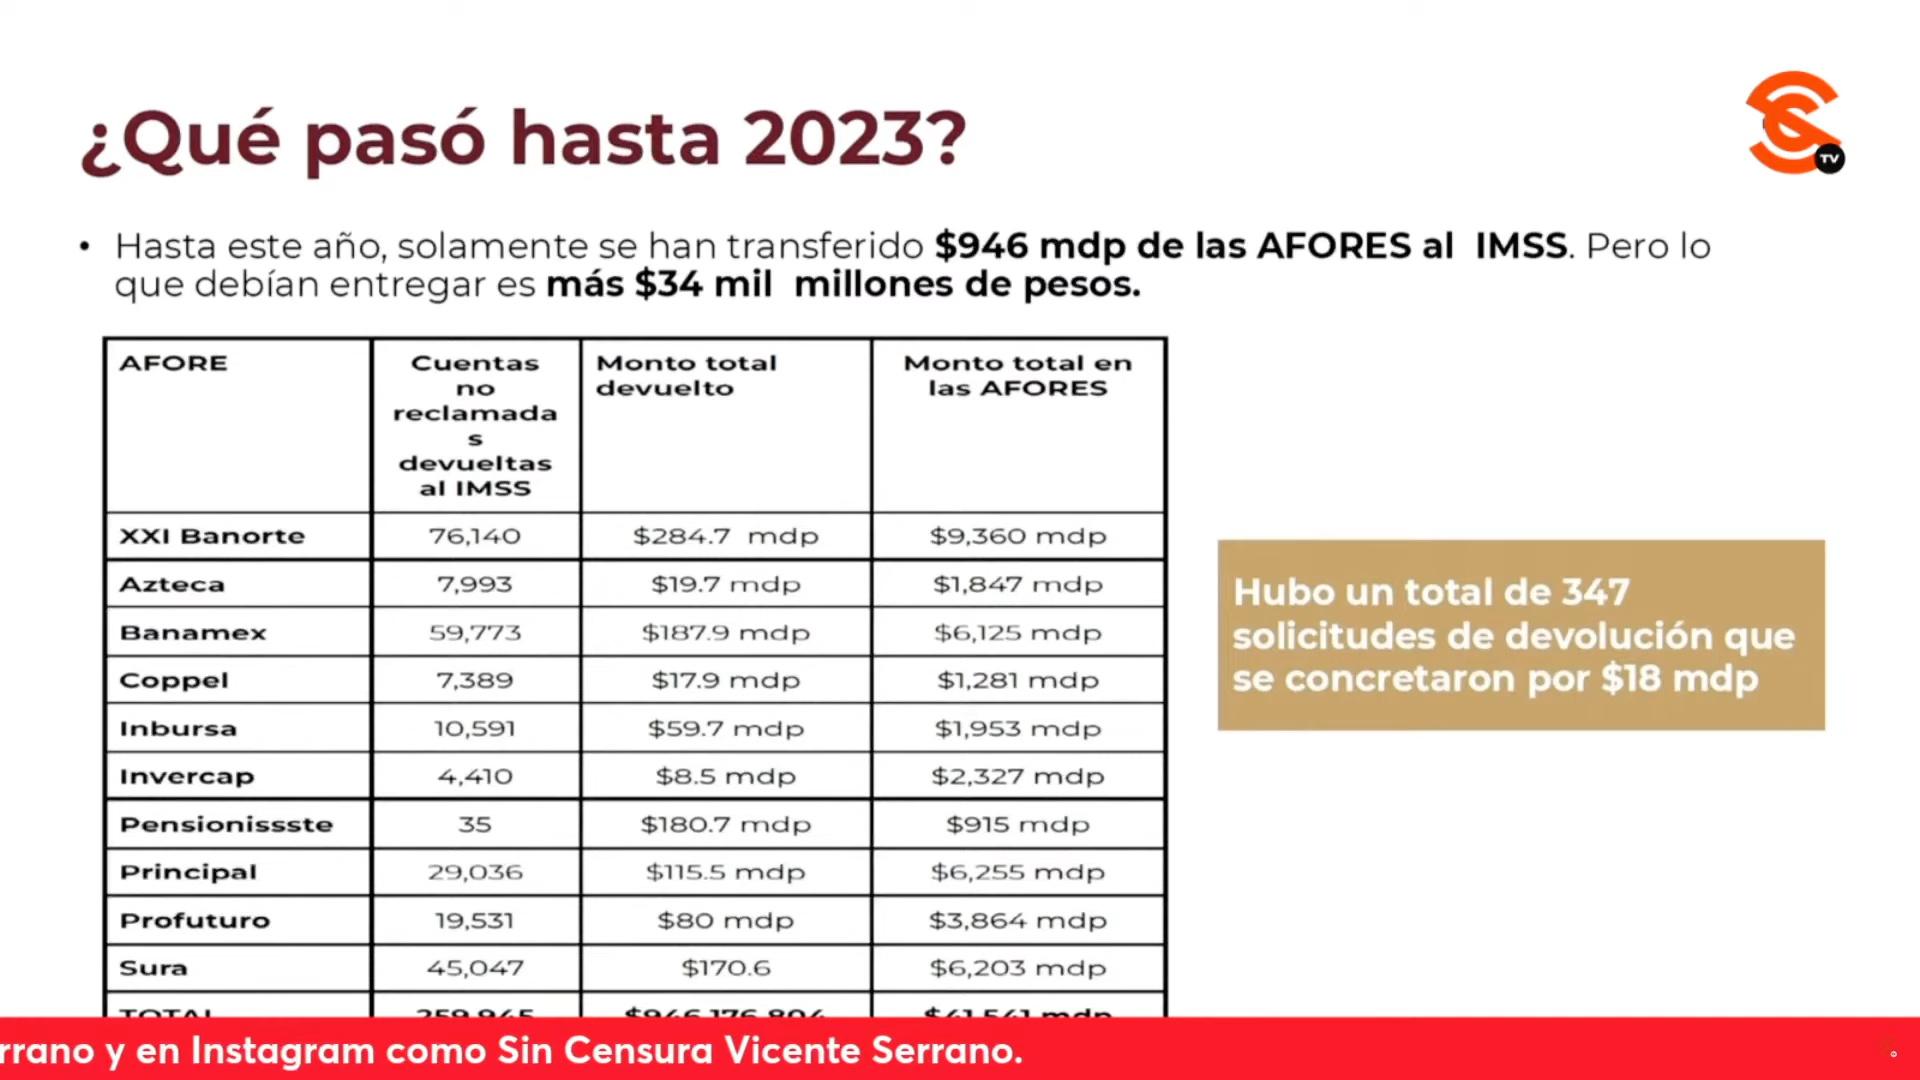 ¿Qué pasó hasta 2023?
TV
• Hasta este año, solamente se han transferido $946 mdp de las AFORES al IMSS. Pero lo
que debían entregar es más $34 mil millones de pesos.
AFORE Cuentas no reclamadas devueltas al IMSS Monto total devuelto Monto total en las AFORES
XXI Banorte 76,140 $284.7 mdp $9,360 mdp
Azteca 7,993 $19.7 mdp $1,847 mdp
Banamex 59,773 $187.9 mdp $6,125 mdp
Coppel 7,389 $17.9 mdp $1,281 mdp
Inbursa 10,591 $59.7 mdp $1,953 mdp
Invercap 4,410 $8.5 mdp $2,327 mdp
Pensionissste 35 $180.7 mdp $915 mdp
Principal 29,036 $115.5 mdp $6,255 mdp
Profuturo 19,531 $80 mdp $3,864 mdp
Sura 45,047 $170.6 $6,203 mdp
TOTAL 259,945 $946,176,804 $41,541 mdp
Hubo un total de 347
solicitudes de devolución que
se concretaron por $18 mdp
rrano y en Instagram como Sin Censura Vicente Serrano.